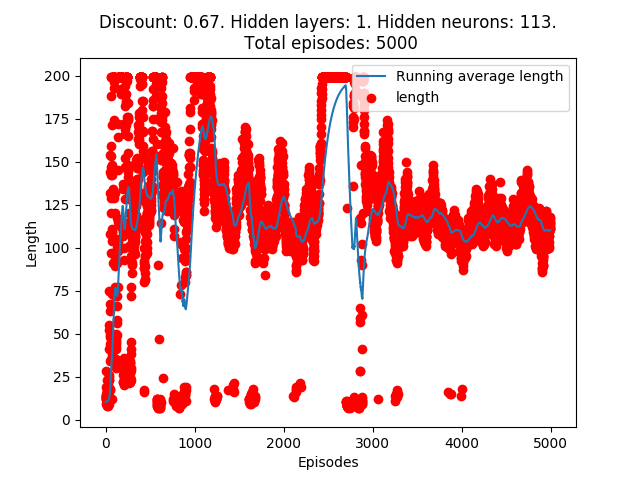 Discount: 0.67. Hidden layers: 1. Hidden neurons: 113.
Total episodes: 5000
Running average length
length
200
175
150
125
100
75
50
25
0
Length
0 1000 2000 3000 4000 5000
Episodes